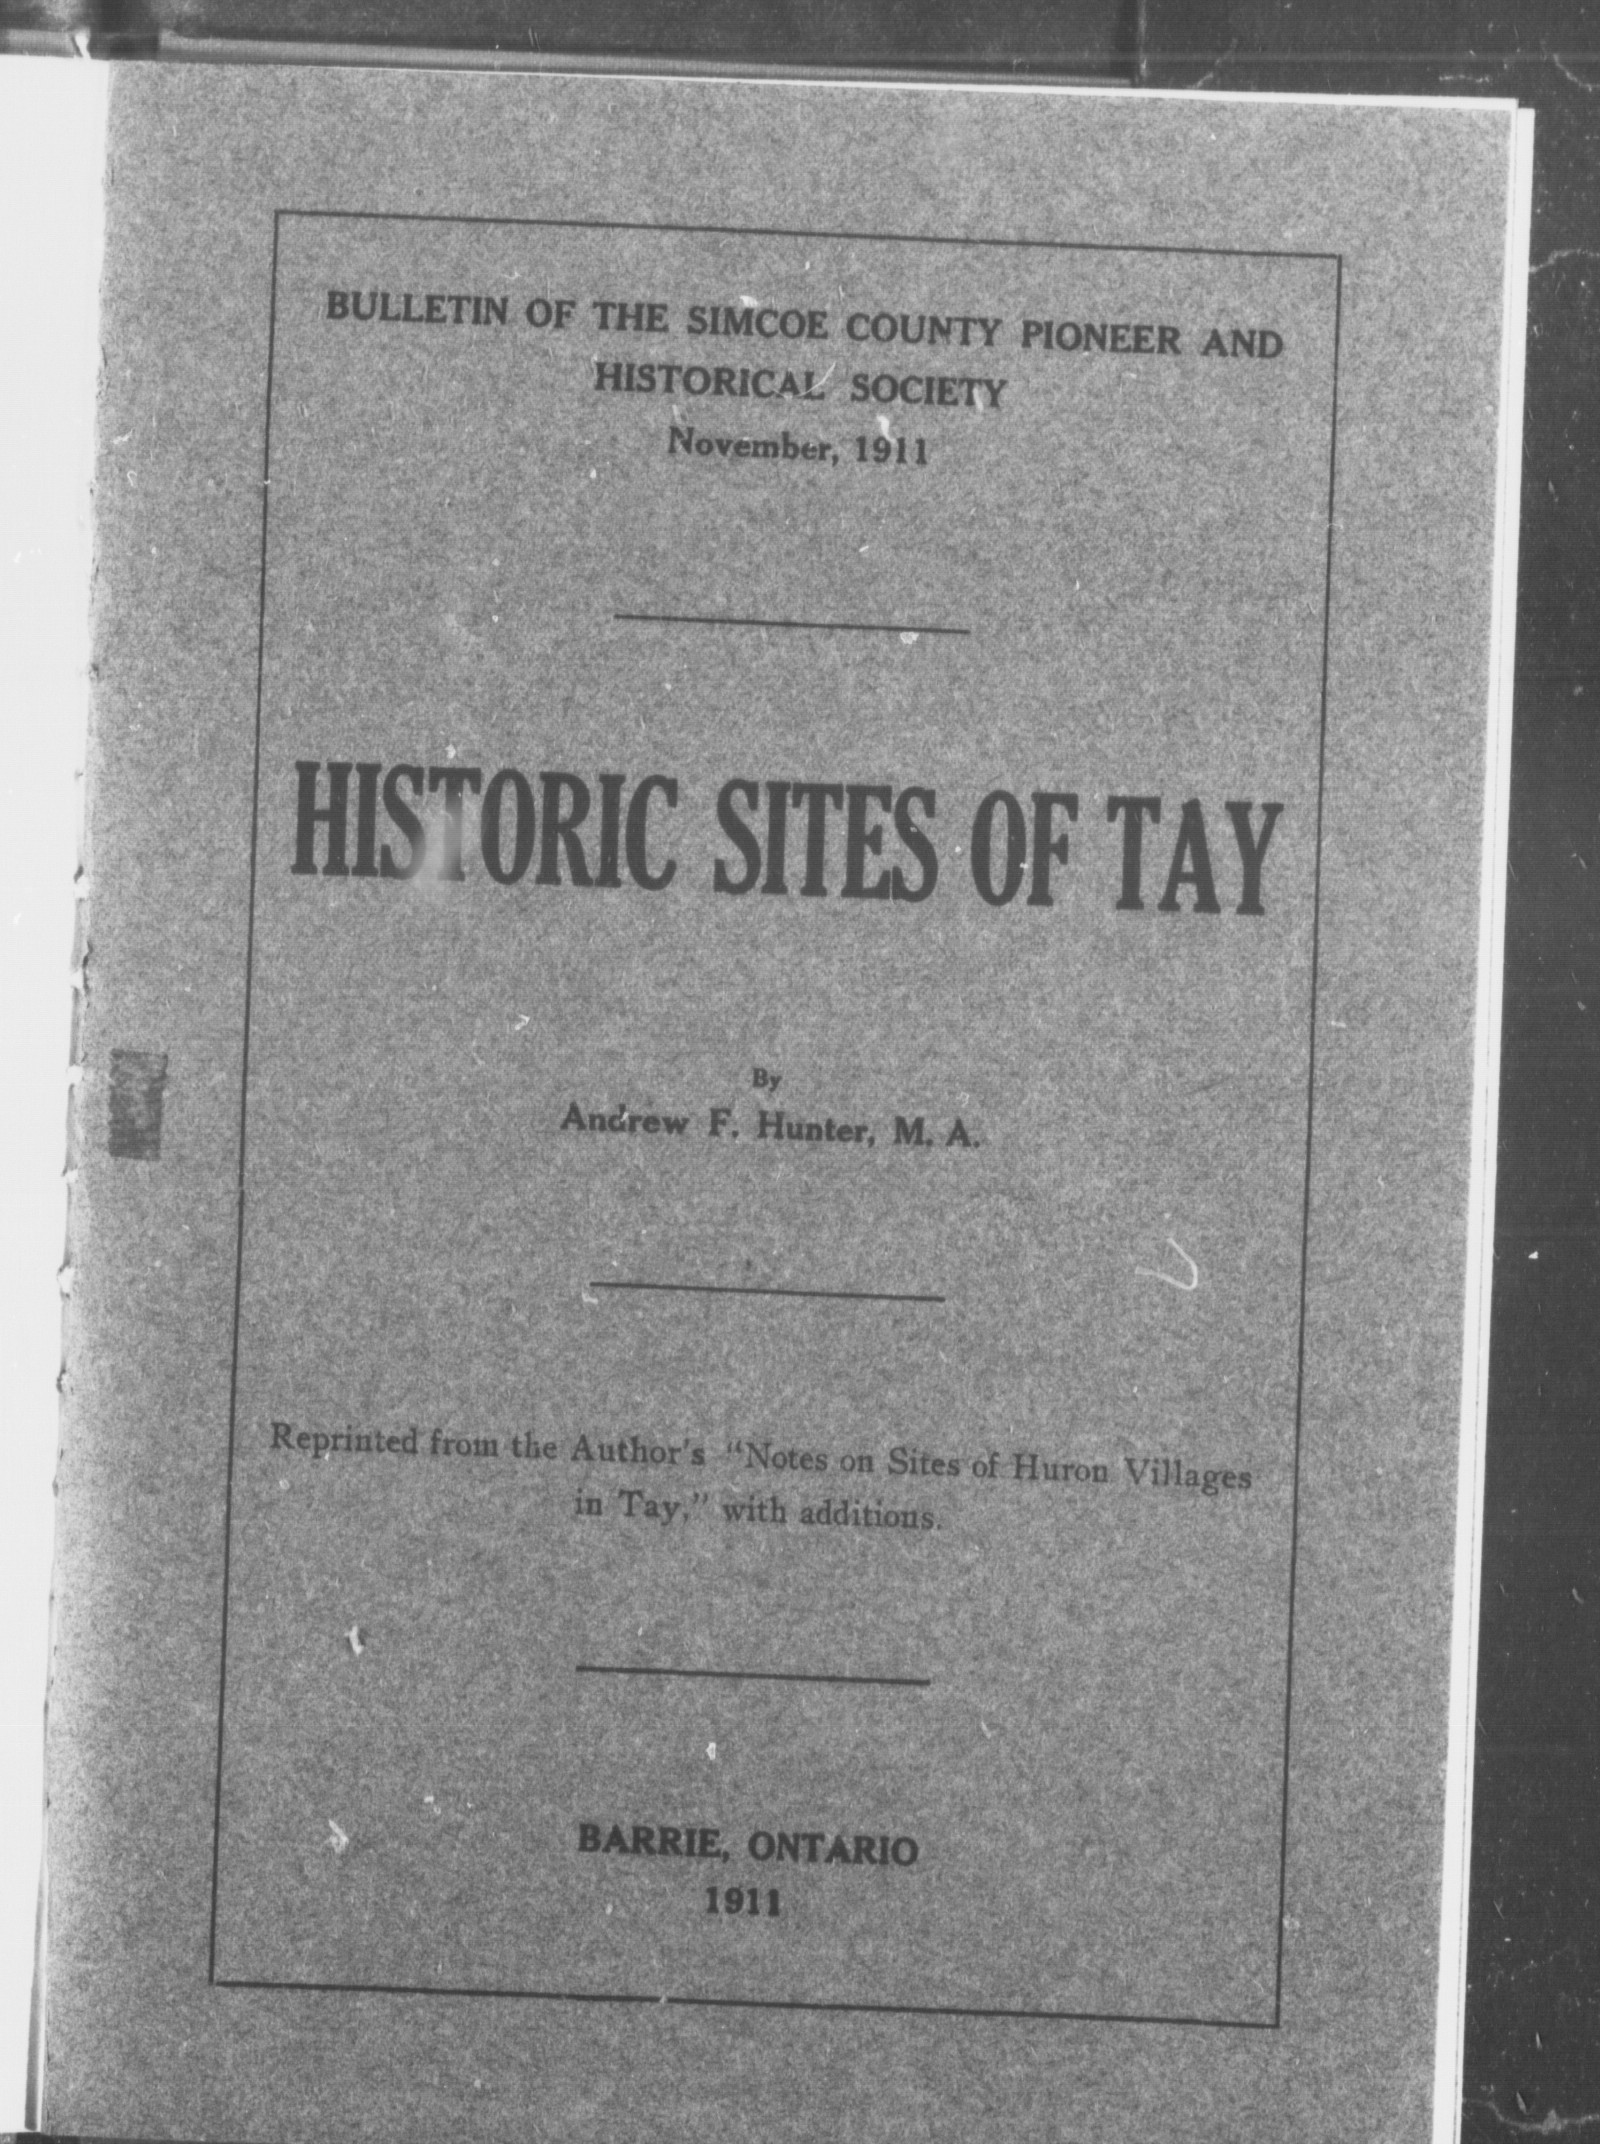 BULLETIN OF THE SIMCOE COUNTY PIONEER AND
HISTORICAL SOCIETY
November, 1911
HISTORIC SITES OF TAY
By
Andrew F. Hunter, M. A.
Reprinted from the Author's "Notes on Sites of Huron Villages
in Tay," with additions.
BARRIE, ONTARIO
1911